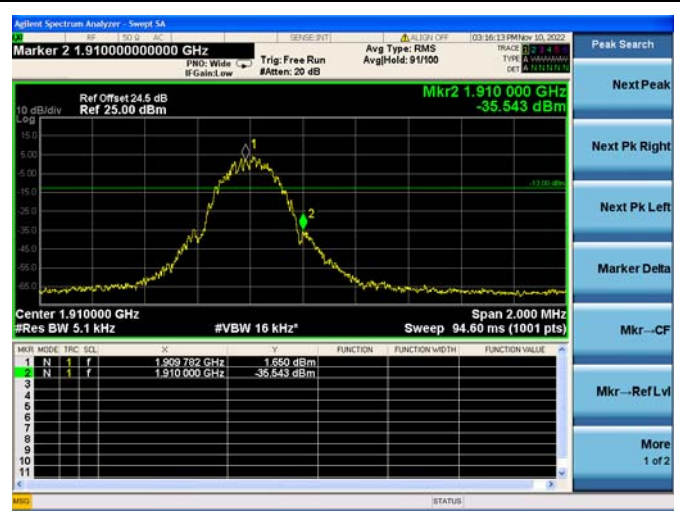 Agilent Spectrum Analyzer - Swept SA
RF 50 Ω AC SENSE:INT ALIGN OFF 03:16:13 PM Nov 10, 2022
Marker 2 1.910000000000 GHz
PNO: Wide
IFGain:Low
Trig: Free Run
#Atten: 20 dB
Avg Type: RMS
Avg|Hold: 91/100
TRACE 1 2 3 4 5 6
TYPE
DET A N N N N N
Peak Search
Mkr2 1.910 000 GHz
-35.543 dBm
Ref Offset 24.5 dB
10 dB/div Ref 25.00 dBm
Log
15.0
5.00
-5.00
-15.0
-25.0
-35.0
-45.0
-55.0
-65.0
1
-13.00 dBm
2
Center 1.910000 GHz Span 2.000 MHz
#Res BW 5.1 kHz #VBW 16 kHz* Sweep 94.60 ms (1001 pts)
MKR MODE TRC SCL X Y FUNCTION FUNCTION WIDTH FUNCTION VALUE
1 N 1 f 1.909 782 GHz 1.650 dBm
2 N 1 f 1.910 000 GHz -35.543 dBm
3
4
5
6
7
8
9
10
11
MSG STATUS
Next Peak
Next Pk Right
Next Pk Left
Marker Delta
Mkr→CF
Mkr→Ref Lvl
More
1 of 2